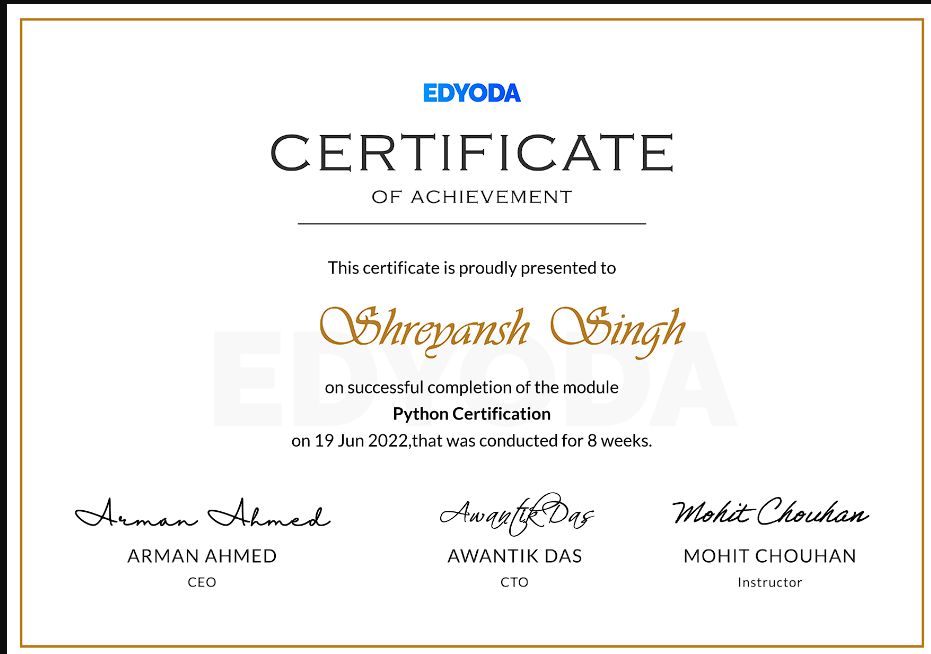 EDYODA
CERTIFICATE
OF ACHIEVEMENT
This certificate is proudly presented to
Shreyansh Singh
EDYODA
on successful completion of the module
Python Certification
on 19 Jun 2022,that was conducted for 8 weeks.
Arman Ahmed Awantik Das Mohit Chouhan
ARMAN AHMED AWANTIK DAS MOHIT CHOUHAN
CEO CTO Instructor